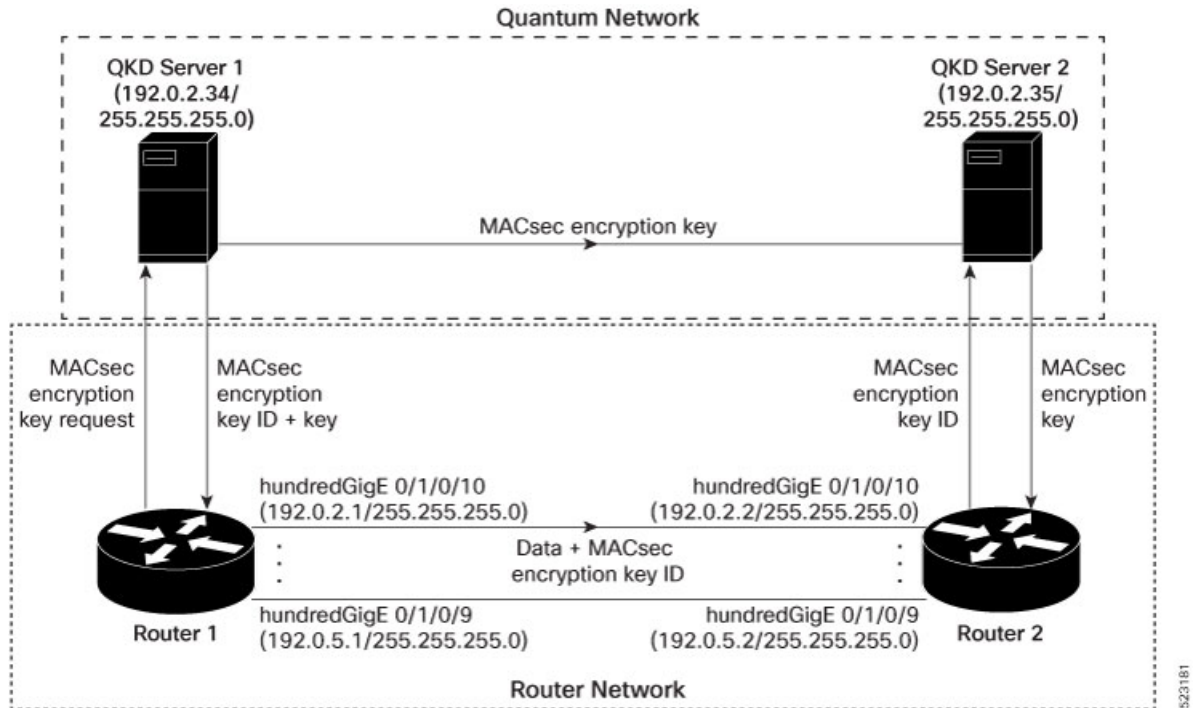 Quantum Network
QKD Server 1
(192.0.2.34/
255.255.255.0)
QKD Server 2
(192.0.2.35/
255.255.255.0)
MACsec encryption key
MACsec
encryption
key request
MACsec
encryption
key ID + key
MACsec
encryption
key ID
MACsec
encryption
key
hundredGigE 0/1/0/10
(192.0.2.1/255.255.255.0)
hundredGigE 0/1/0/10
(192.0.2.2/255.255.255.0)
Data + MACsec
encryption key ID
hundredGigE 0/1/0/9
(192.0.5.1/255.255.255.0)
hundredGigE 0/1/0/9
(192.0.5.2/255.255.255.0)
Router 1
Router 2
Router Network
523181